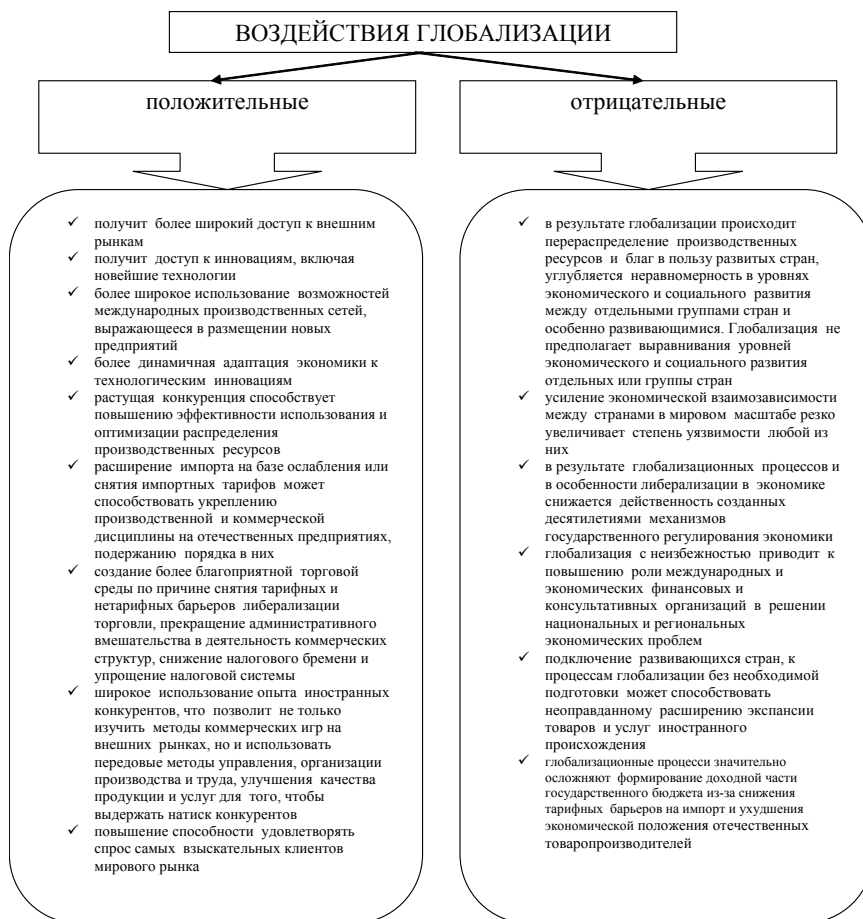 ВОЗДЕЙСТВИЯ ГЛОБАЛИЗАЦИИ
положительные
получит более широкий доступ к внешним
рынкам
получит доступ к инновациям, включая
новейшие технологии
более широкое использование возможностей
международных производственных сетей,
выражающееся в размещении новых
предприятий
более динамичная адаптация экономики к
технологическим инновациям
растущая конкуренция способствует
повышению эффективности использования и
оптимизации распределения
производственных ресурсов
расширение импорта на базе ослабления или
снятия импортных тарифов может
способствовать укреплению
производственной и коммерческой
дисциплины на отечественных предприятиях,
подержанию порядка в них
создание более благоприятной торговой
среды по причине снятия тарифных и
нетарифных барьеров либерализации
торговли, прекращение административного
вмешательства в деятельность коммерческих
структур, снижение налогового бремени и
упрощение налоговой системы
широкое использование опыта иностранных
конкурентов, что позволит не только
изучить методы коммерческих игр на
внешних рынках, но и использовать
передовые методы управления, организации
производства и труда, улучшения качества
продукции и услуг для того, чтобы
выдержать натиск конкурентов
повышение способности удовлетворять
спрос самых взыскательных клиентов
мирового рынка
отрицательные
в результате глобализации происходит
перераспределение производственных
ресурсов и благ в пользу развитых стран,
углубляется неравномерность в уровнях
экономического и социального развития
между отдельными группами стран и
особенно развивающимися. Глобализация не
предполагает выравнивания уровней
экономического и социального развития
отдельных или группы стран
усиление экономической взаимозависимости
между странами в мировом масштабе резко
увеличивает степень уязвимости любой из
них
в результате глобализационных процессов и
в особенности либерализации в экономике
снижается действенность созданных
десятилетиями механизмов
государственного регулирования экономики
глобализация с неизбежностью приводит к
повышению роли международных и
экономических финансовых и
консультативных организаций в решении
национальных и региональных
экономических проблем
подключение развивающихся стран, к
процессам глобализации без необходимой
подготовки может способствовать
неоправданному расширению экспансии
товаров и услуг иностранного
происхождения
глобализационные процесси значительно
осложняют формирование доходной части
государственного бюджета из-за снижения
тарифных барьеров на импорт и ухудшения
экономической положения отечественных
товаропроизводителей